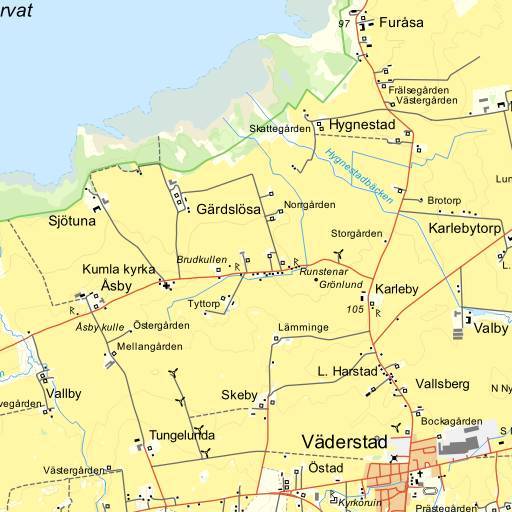 rvat
97
Furåsa
Frälsegården
Västergården
Skattegården
Hygnestad
Hygnestadbäcken
Lun
Sjötuna
Gärdslösa
Norrgården
Brotorp
Storgården
Karlebytorp
Brudkullen
R
R
Kumla kyrka
Åsby
Runstenar
Grönlund
Karleby
L.
Tyttorp
105
R
Åsby kulle
R
Östergården
Lämminge
Valby
Mellangården
L. Harstad
Vallsberg
N Ny
Vallby
Skeby
vegården
Bockagården
Tungelunda
Väderstad
S
Västergården
Östad
R
Kyrköruin
Prästegården